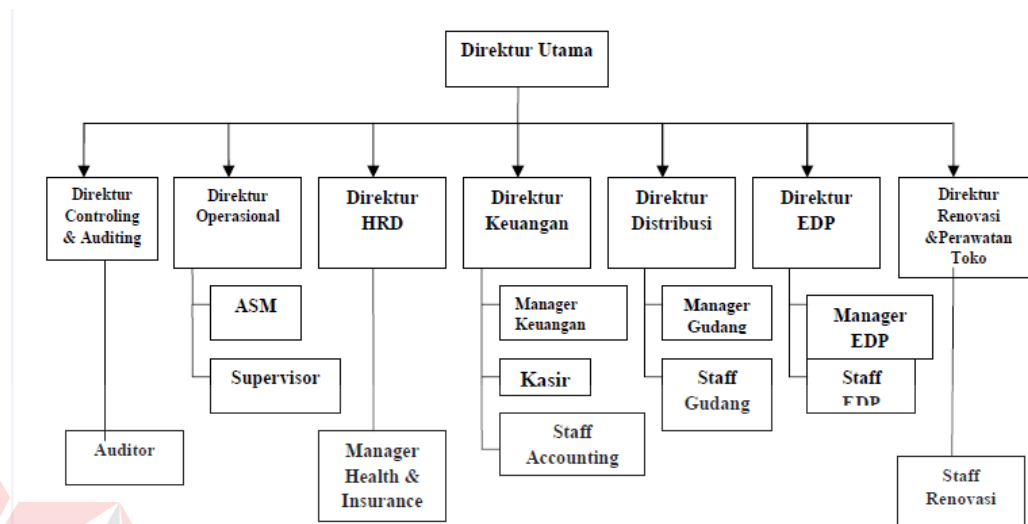 Direktur Utama
Direktur
Controling
& Auditing
Direktur
Operasional
Direktur
HRD
Direktur
Keuangan
Direktur
Distribusi
Direktur
EDP
Direktur
Renovasi
&Perawatan
Toko
ASM
Supervisor
Auditor
Manager
Health &
Insurance
Manager
Keuangan
Kasir
Staff
Accounting
Manager
Gudang
Staff
Gudang
Manager
EDP
Staff
EDP
Staff
Renovasi